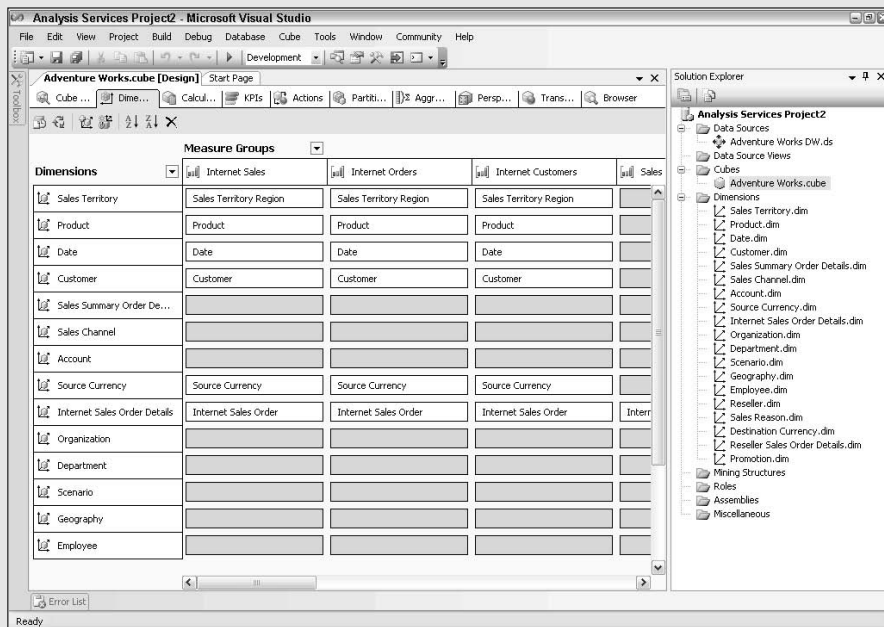 Analysis Services Project2 - Microsoft Visual Studio
File Edit View Project Build Debug Database Cube Tools Window Community Help
Development
Toolbox
Adventure Works.cube [Design] Start Page
Cube ... Dime... Calcul... KPIs Actions Partiti... Aggr... Persp... Trans... Browser
Measure Groups
Dimensions Internet Sales Internet Orders Internet Customers Sales
Sales Territory Sales Territory Region Sales Territory Region Sales Territory Region
Product Product Product Product
Date Date Date Date
Customer Customer Customer Customer
Sales Summary Order De...
Sales Channel
Account
Source Currency Source Currency Source Currency Source Currency
Internet Sales Order Details Internet Sales Order Internet Sales Order Internet Sales Order Intern
Organization
Department
Scenario
Geography
Employee
Error List
Ready
Solution Explorer
Analysis Services Project2
Data Sources
Adventure Works DW.ds
Data Source Views
Cubes
Adventure Works.cube
Dimensions
Sales Territory.dim
Product.dim
Date.dim
Customer.dim
Sales Summary Order Details.dim
Sales Channel.dim
Account.dim
Source Currency.dim
Internet Sales Order Details.dim
Organization.dim
Department.dim
Scenario.dim
Geography.dim
Employee.dim
Reseller.dim
Sales Reason.dim
Destination Currency.dim
Reseller Sales Order Details.dim
Promotion.dim
Mining Structures
Roles
Assemblies
Miscellaneous